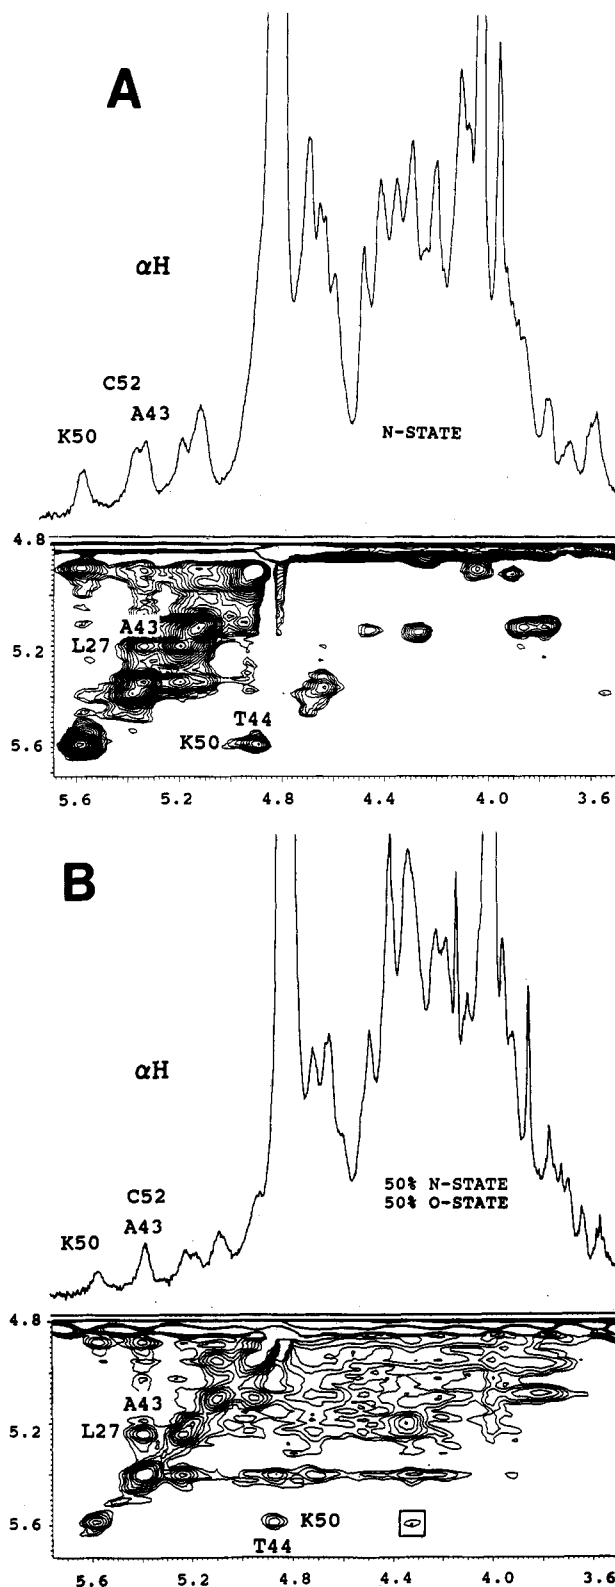 A
αH
C52
A43
K50
N-STATE
4.8
A43
L27
5.2
T44
K50
5.6
5.6 5.2 4.8 4.4 4.0 3.6
B
αH
50% N-STATE
50% O-STATE
C52
A43
K50
4.8
A43
L27
5.2
K50
5.6
T44
5.6 5.2 4.8 4.4 4.0 3.6